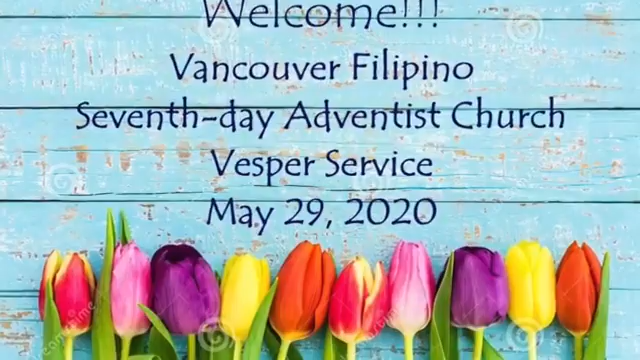 Welcome!!!
Vancouver Filipino
Seventh-day Adventist Church
Vesper Service
May 29, 2020